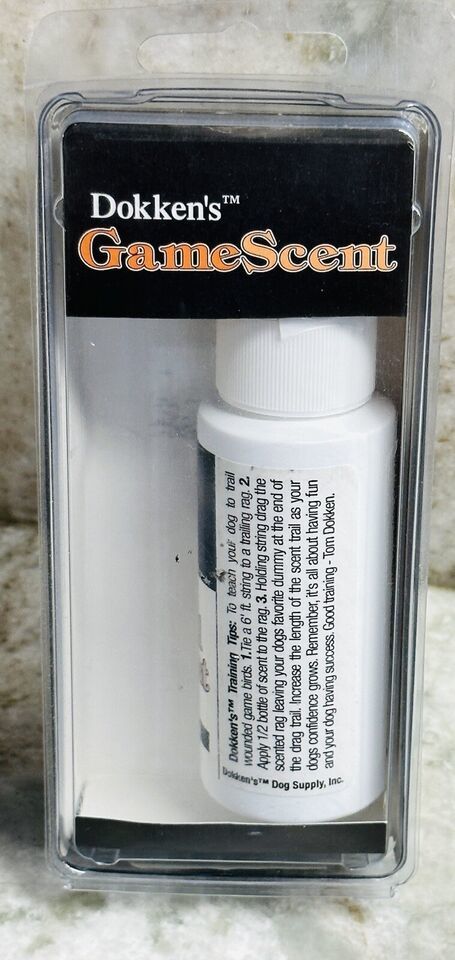 Dokken's™
GameScent
Dokken's™ Training Tips: To teach your dog to trail
wounded game birds. 1.Tie a 6' ft. string to a trailing rag. 2.
Apply 1/2 bottle of scent to the rag. 3. Holding string drag the
scented rag leaving your dogs favorite dummy at the end of
the drag trail. Increase the length of the scent trail as your
dogs confidence grows. Remember, it's all about having fun
and your dog having success. Good training - Tom Dokken.
Dokken's™ Dog Supply, Inc.